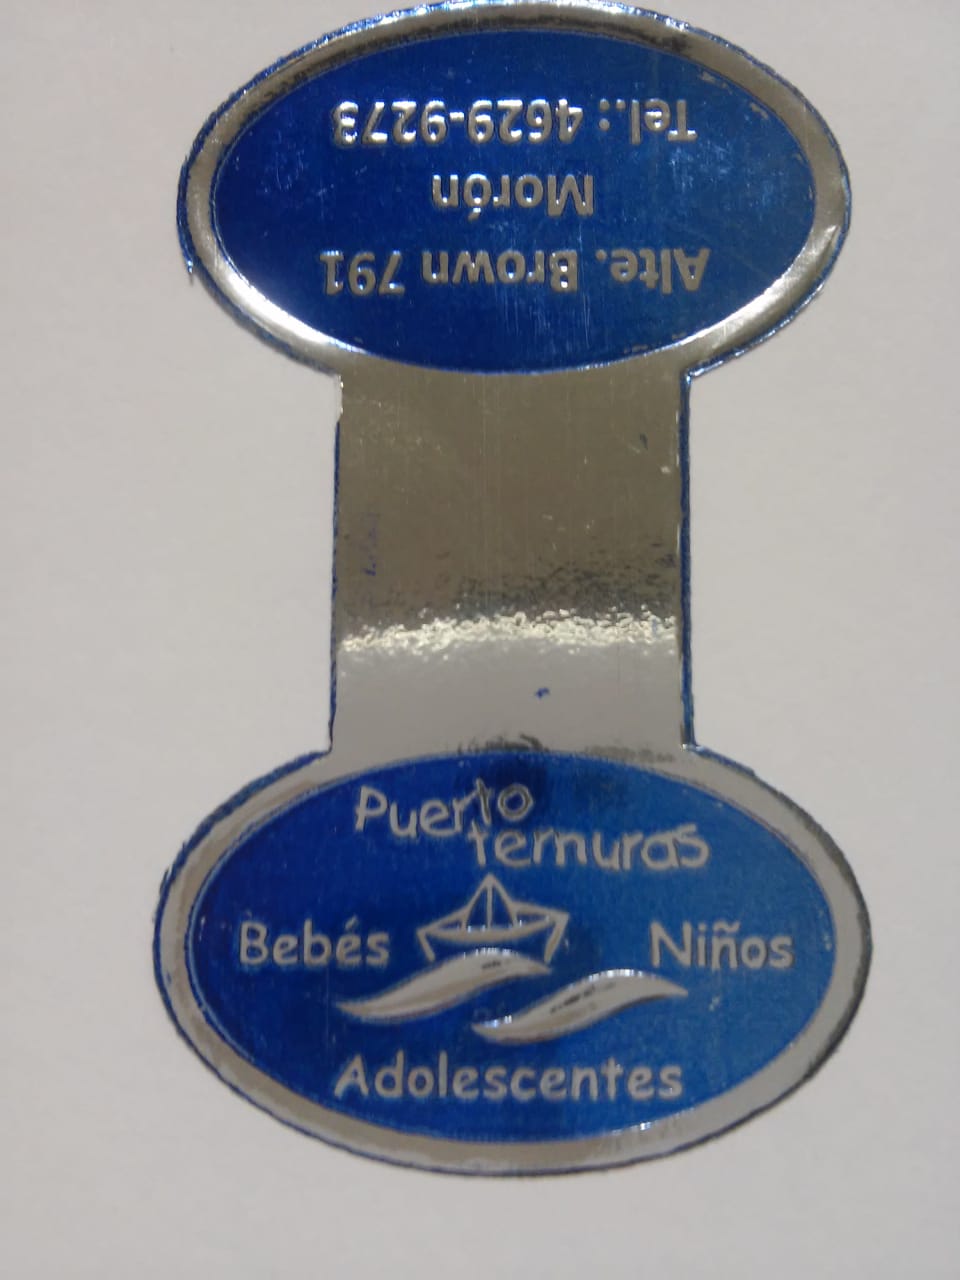 Puerto
ternuras
Bebés
Niños
Adolescentes
Alte. Brown 791
Morón
Tel.: 4629-9273